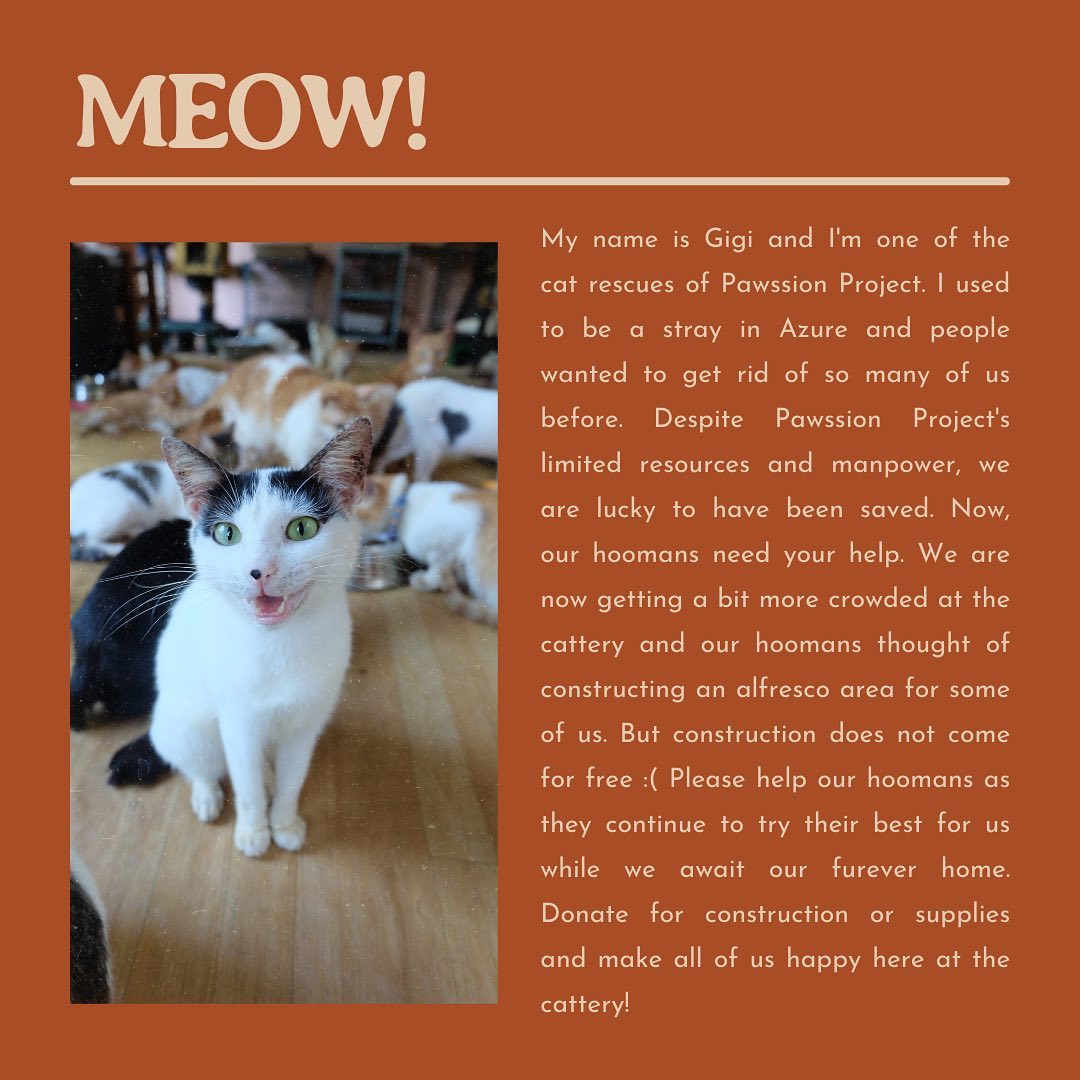 MEOW!
My name is Gigi and I'm one of the
cat rescues of Pawssion Project. I used
to be a stray in Azure and people
wanted to get rid of so many of us
before. Despite Pawssion Project's
limited resources and manpower, we
are lucky to have been saved. Now,
our hoomans need your help. We are
now getting a bit more crowded at the
cattery and our hoomans thought of
constructing an alfresco area for some
of us. But construction does not come
for free :( Please help our hoomans as
they continue to try their best for us
while we await our furever home.
Donate for construction or supplies
and make all of us happy here at the
cattery!